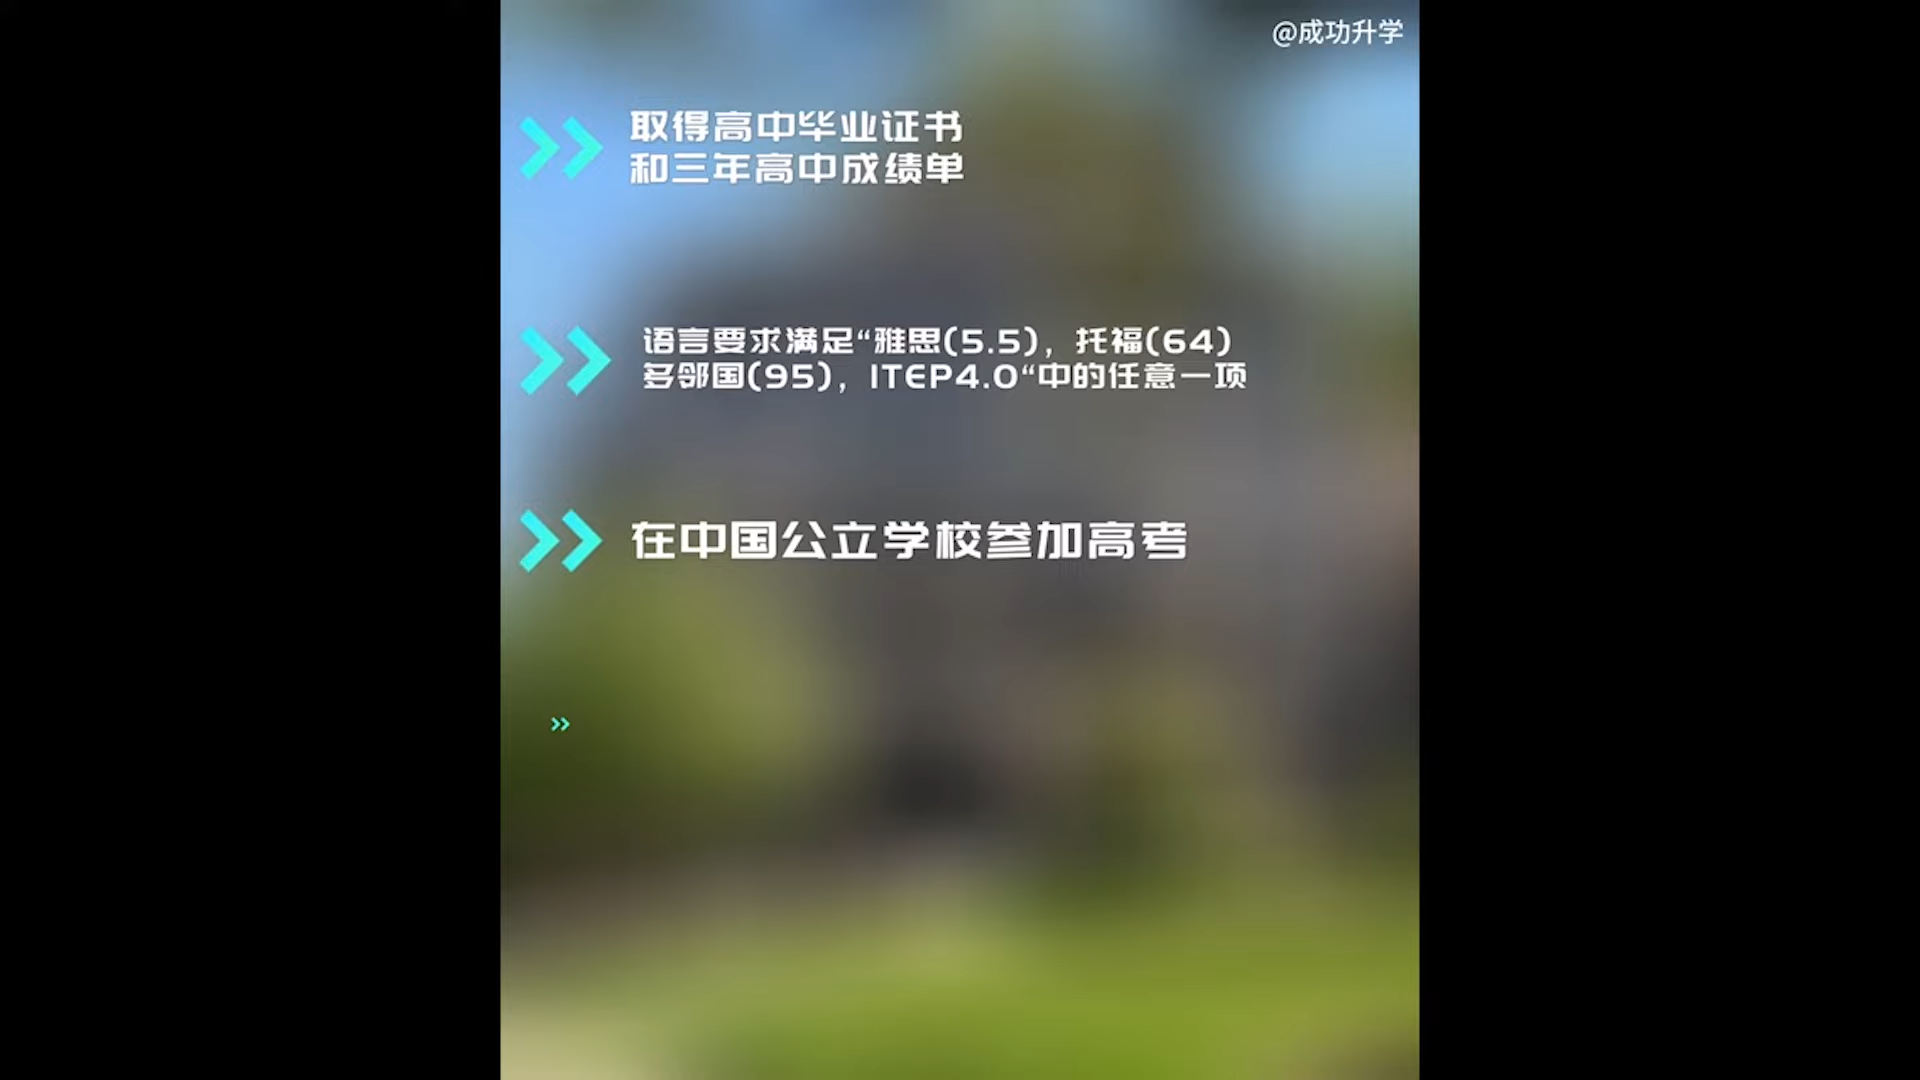 @成功升学
取得高中毕业证书
和三年高中成绩单
语言要求满足“雅思(5.5)，托福(64)
多邻国(95)，ITEP4.0“中的任意一项
在中国公立学校参加高考